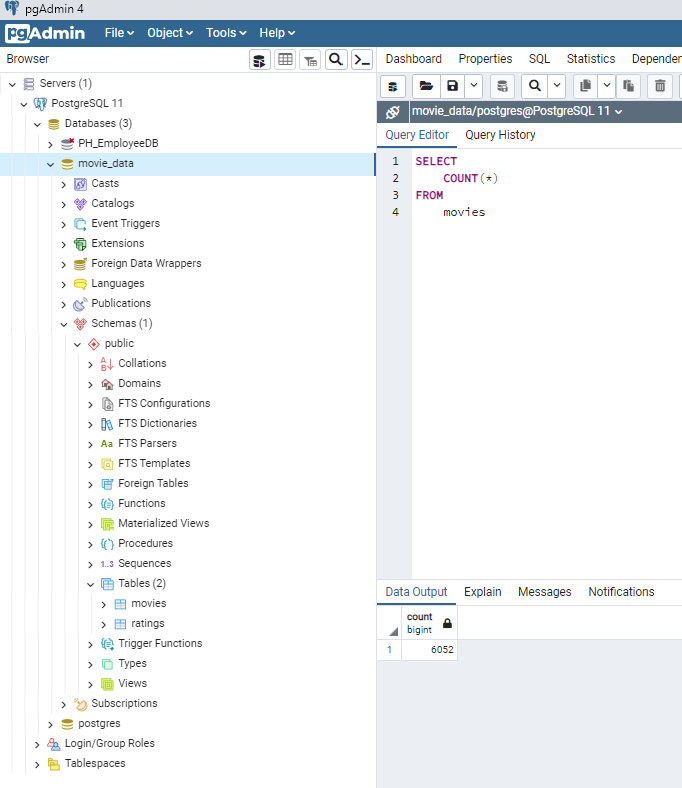 pgAdmin 4
pgAdmin File Object Tools Help
Browser
Servers (1)
PostgreSQL 11
Databases (3)
PH_EmployeeDB
movie_data
Casts
Catalogs
Event Triggers
Extensions
Foreign Data Wrappers
Languages
Publications
Schemas (1)
public
Collations
Domains
FTS Configurations
FTS Dictionaries
Aa FTS Parsers
FTS Templates
Foreign Tables
Functions
Materialized Views
Procedures
1..3 Sequences
Tables (2)
movies
ratings
Trigger Functions
Types
Views
Subscriptions
postgres
Login/Group Roles
Tablespaces
Dashboard Properties SQL Statistics Dependen
movie_data/postgres@PostgreSQL 11
Query Editor Query History
1 SELECT
2 COUNT(*)
3 FROM
4 movies
Data Output Explain Messages Notifications
count
bigint
1 6052